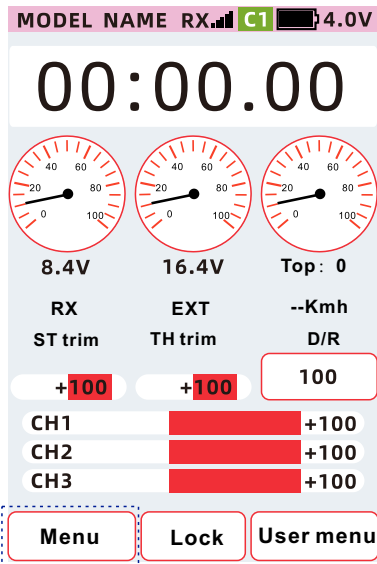 MODEL NAME RX C1 4.0V
00:00.00
40 60 40 60 40 60
20 80 20 80 20 80
0 100 0 100 0 100
8.4V 16.4V Top: 0
RX EXT --Kmh
ST trim TH trim D/R
+100 +100 100
CH1 +100
CH2 +100
CH3 +100
Menu Lock User menu